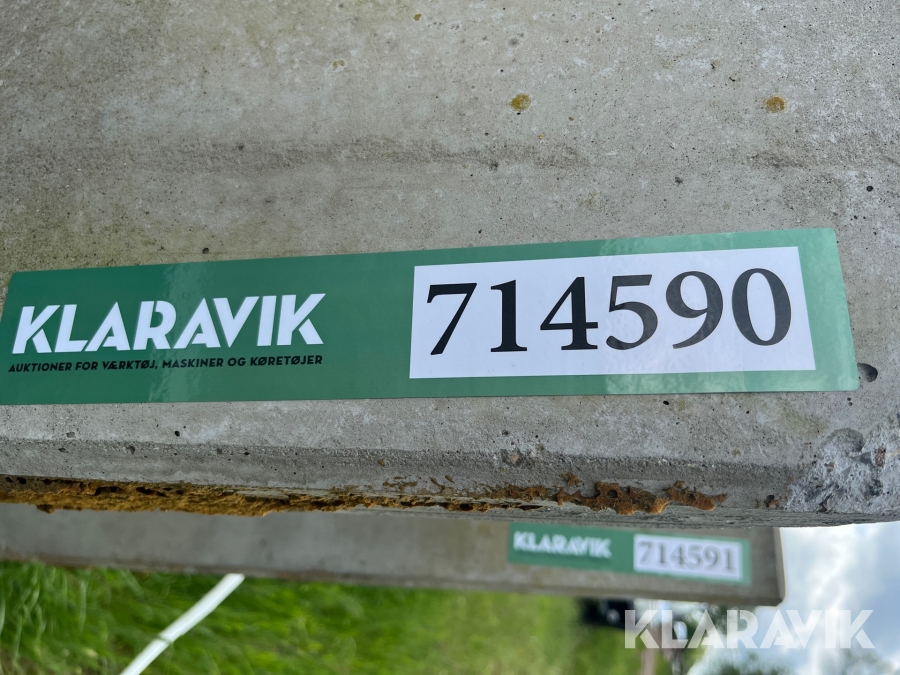 KLARAVIK
AUKTIONER FOR VÆRKTØJ, MASKINER OG KØRETØJER
714590
KLARAVIK
714591
KLARAVIK